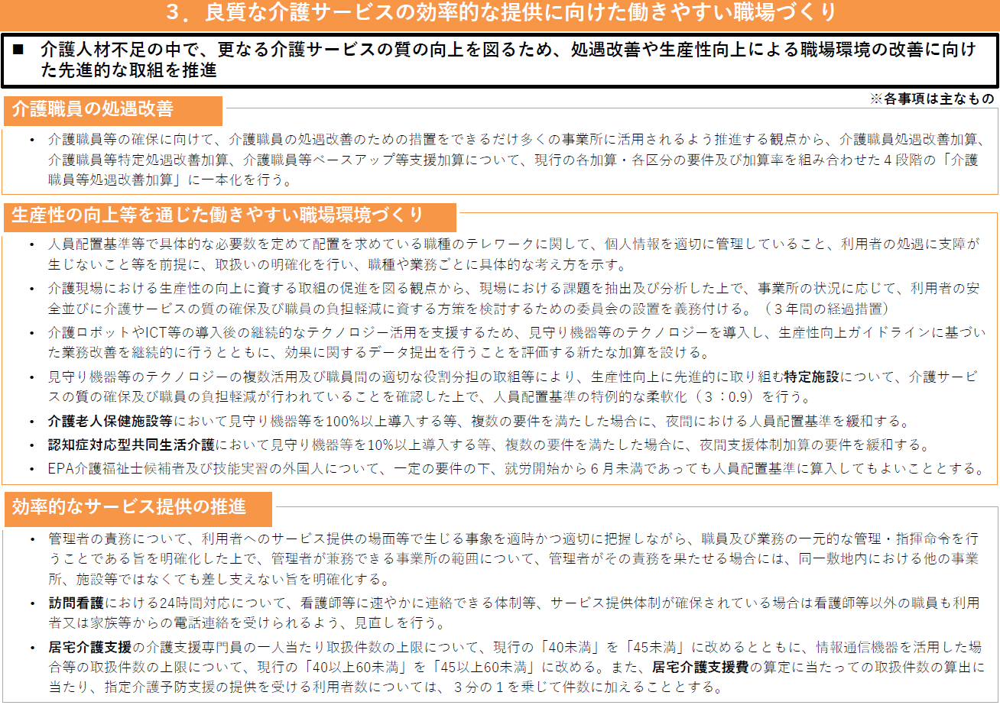 ３．良質な介護サービスの効率的な提供に向けた働きやすい職場づくり
■ 介護人材不足の中で、更なる介護サービスの質の向上を図るため、処遇改善や生産性向上による職場環境の改善に向け
た先進的な取組を推進
※各事項は主なもの
介護職員の処遇改善
• 介護職員等の確保に向けて、介護職員の処遇改善のための措置をできるだけ多くの事業所に活用されるよう推進する観点から、介護職員処遇改善加算、
介護職員等特定処遇改善加算、介護職員等ベースアップ等支援加算について、現行の各加算・各区分の要件及び加算率を組み合わせた４段階の「介護
職員等処遇改善加算」に一本化を行う。
生産性の向上等を通じた働きやすい職場環境づくり
• 人員配置基準等で具体的な必要数を定めて配置を求めている職種のテレワークに関して、個人情報を適切に管理していること、利用者の処遇に支障が
生じないこと等を前提に、取扱いの明確化を行い、職種や業務ごとに具体的な考え方を示す。
• 介護現場における生産性の向上に資する取組の促進を図る観点から、現場における課題を抽出及び分析した上で、事業所の状況に応じて、利用者の安
全並びに介護サービスの質の確保及び職員の負担軽減に資する方策を検討するための委員会の設置を義務付ける。（３年間の経過措置）
• 介護ロボットやICT等の導入後の継続的なテクノロジー活用を支援するため、見守り機器等のテクノロジーを導入し、生産性向上ガイドラインに基づい
た業務改善を継続的に行うとともに、効果に関するデータ提出を行うことを評価する新たな加算を設ける。
• 見守り機器等のテクノロジーの複数活用及び職員間の適切な役割分担の取組等により、生産性向上に先進的に取り組む特定施設について、介護サービ
スの質の確保及び職員の負担軽減が行われていることを確認した上で、人員配置基準の特例的な柔軟化（３：0.9）を行う。
• 介護老人保健施設等において見守り機器等を100%以上導入する等、複数の要件を満たした場合に、夜間における人員配置基準を緩和する。
• 認知症対応型共同生活介護において見守り機器等を10%以上導入する等、複数の要件を満たした場合に、夜間支援体制加算の要件を緩和する。
• EPA介護福祉士候補者及び技能実習の外国人について、一定の要件の下、就労開始から６月未満であっても人員配置基準に算入してもよいこととする。
効率的なサービス提供の推進
• 管理者の責務について、利用者へのサービス提供の場面等で生じる事象を適時かつ適切に把握しながら、職員及び業務の一元的な管理・指揮命令を行
うことである旨を明確化した上で、管理者が兼務できる事業所の範囲について、管理者がその責務を果たせる場合には、同一敷地内における他の事業
所、施設等ではなくても差し支えない旨を明確化する。
• 訪問看護における24時間対応について、看護師等に速やかに連絡できる体制等、サービス提供体制が確保されている場合は看護師等以外の職員も利用
者又は家族等からの電話連絡を受けられるよう、見直しを行う。
• 居宅介護支援の介護支援専門員の一人当たり取扱件数の上限について、現行の「40未満」を「45未満」に改めるとともに、情報通信機器を活用した場
合等の取扱件数の上限について、現行の「40以上60未満」を「45以上60未満」に改める。また、居宅介護支援費の算定に当たっての取扱件数の算出に
当たり、指定介護予防支援の提供を受ける利用者数については、３分の１を乗じて件数に加えることとする。